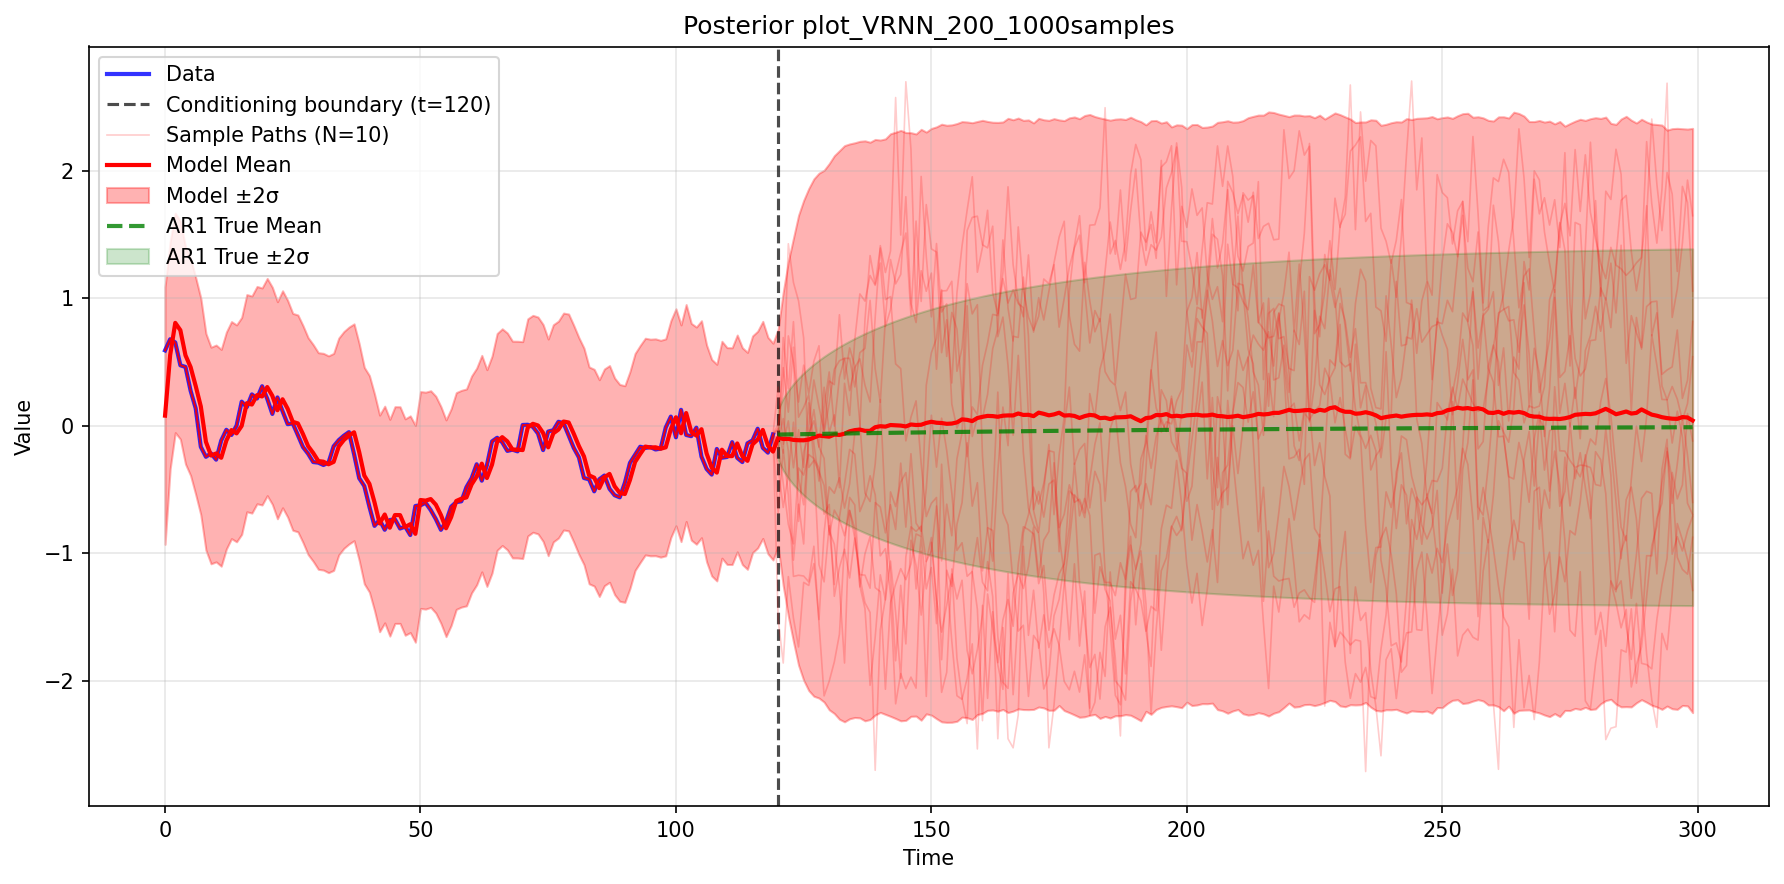 Posterior plot_VRNN_200_1000samples
Data
Conditioning boundary (t=120)
Sample Paths (N=10)
Model Mean
Model ±2σ
AR1 True Mean
AR1 True ±2σ
Value
2
1
0
−1
−2
0 50 100 150 200 250 300
Time